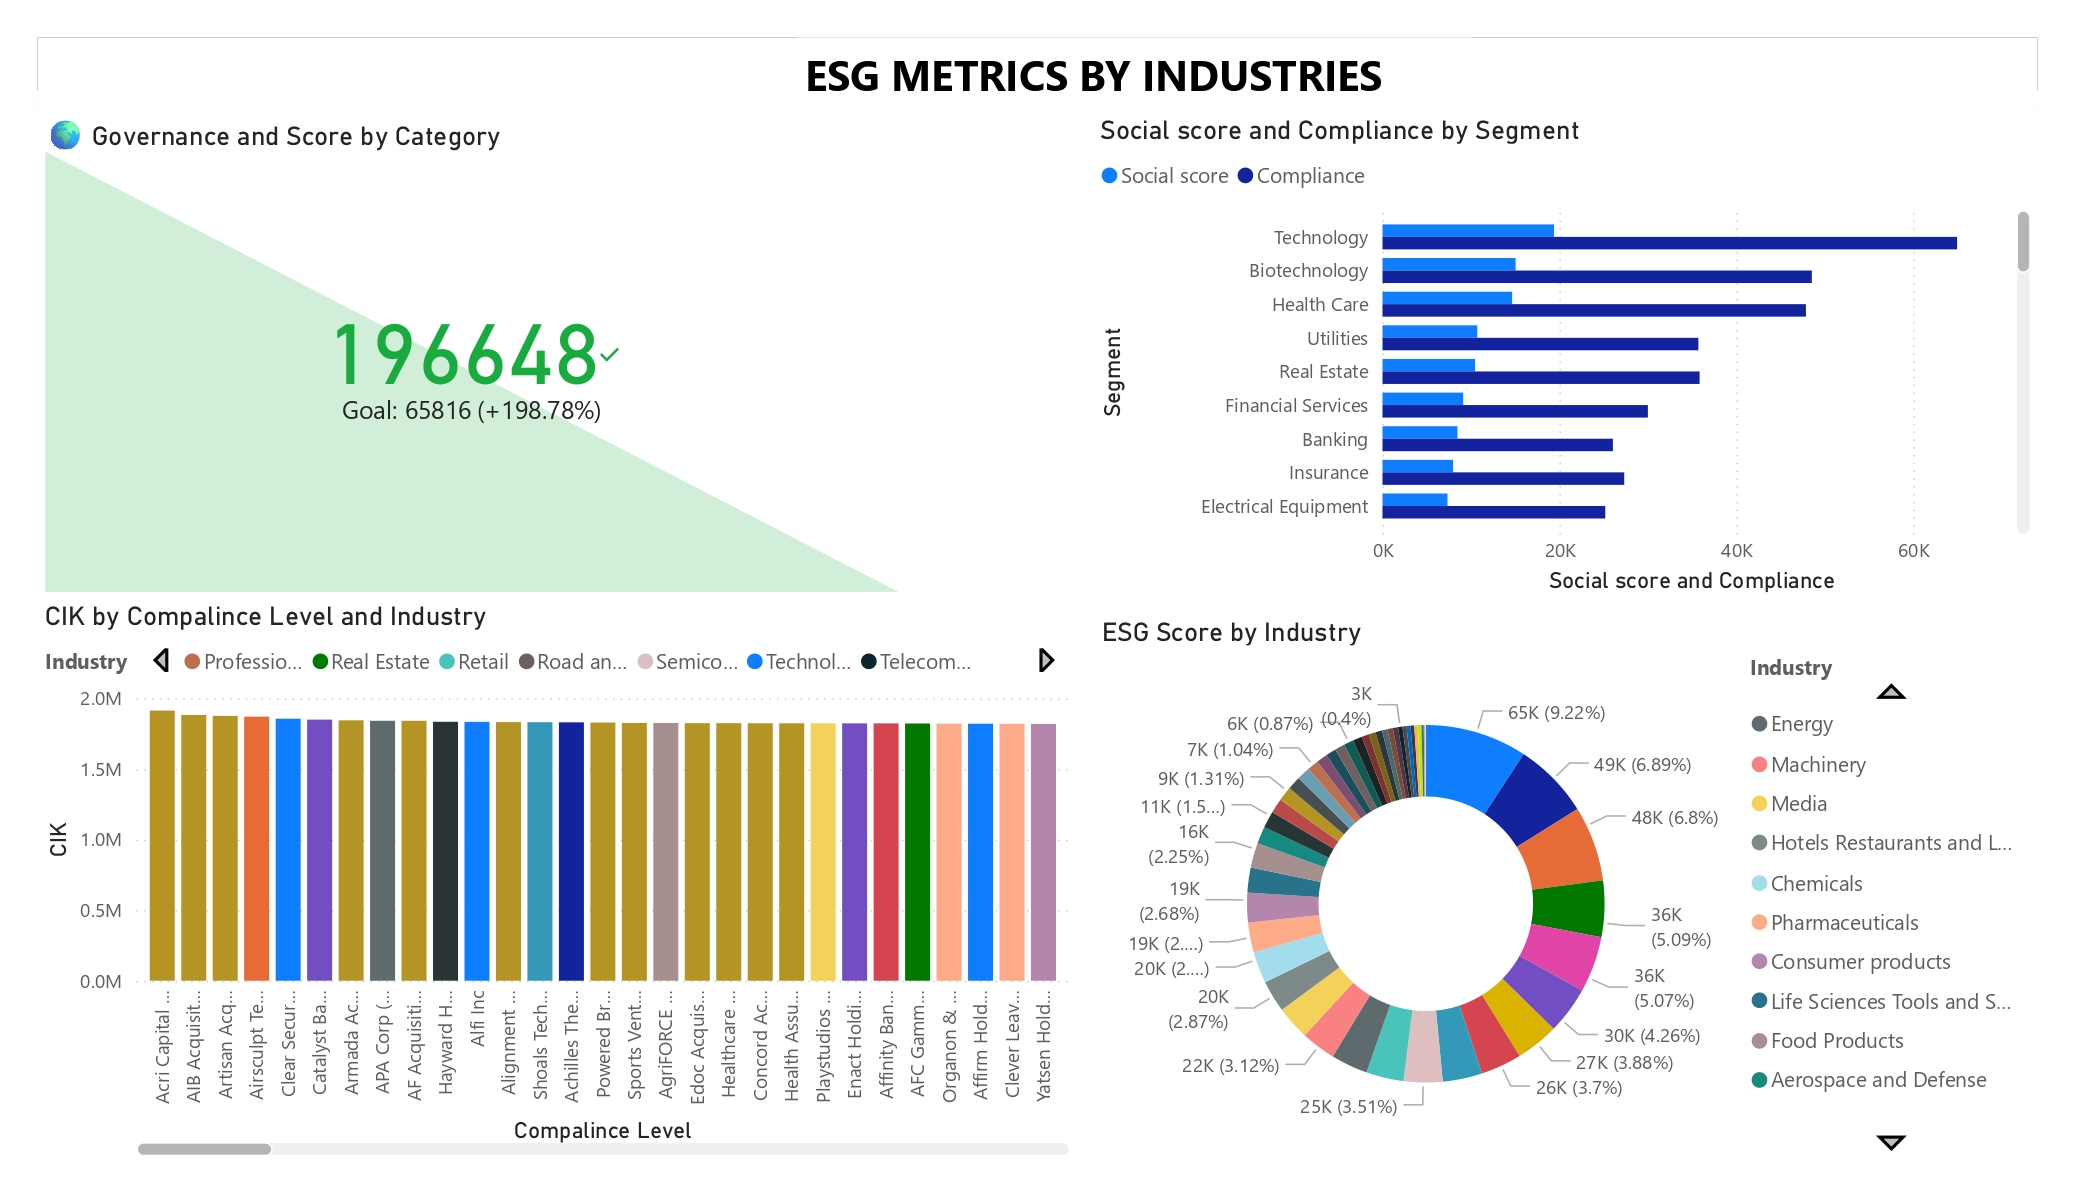 ESG METRICS BY INDUSTRIES
Governance and Score by Category
196648
Goal: 65816 (+198.78%)
Social score and Compliance by Segment
Social score Compliance
Segment
Technology
Biotechnology
Health Care
Utilities
Real Estate
Financial Services
Banking
Insurance
Electrical Equipment
0K 20K 40K 60K
Social score and Compliance
CIK by Compalince Level and Industry
Industry Professio... Real Estate Retail Road an... Semico... Technol... Telecom...
CIK
2.0M
1.5M
1.0M
0.5M
0.0M
Acri Capital ...
AIB Acquisit...
Artisan Acq...
Airsculpt Te...
Clear Secur...
Catalyst Ba...
Armada Ac...
APA Corp (...
AF Acquisiti...
Hayward H...
Alfi Inc
Alignment ...
Shoals Tech...
Achilles The...
Powered Br...
Sports Vent...
AgriFORCE ...
Edoc Acquis...
Healthcare ...
Concord Ac...
Health Assu...
Playstudios ...
Enact Holdi...
Affinity Ban...
AFC Gamm...
Organon & ...
Affirm Hold...
Clever Leav...
Yatsen Hold...
Compalince Level
ESG Score by Industry
65K (9.22%)
49K (6.89%)
48K (6.8%)
36K
(5.09%)
36K
(5.07%)
30K (4.26%)
27K (3.88%)
26K (3.7%)
25K (3.51%)
22K (3.12%)
20K
(2.87%)
20K (2....)
19K (2....)
19K
(2.68%)
16K
(2.25%)
11K (1.5...)
9K (1.31%)
7K (1.04%)
6K (0.87%)
3K
(0.4%)
Industry
Energy
Machinery
Media
Hotels Restaurants and L...
Chemicals
Pharmaceuticals
Consumer products
Life Sciences Tools and S...
Food Products
Aerospace and Defense